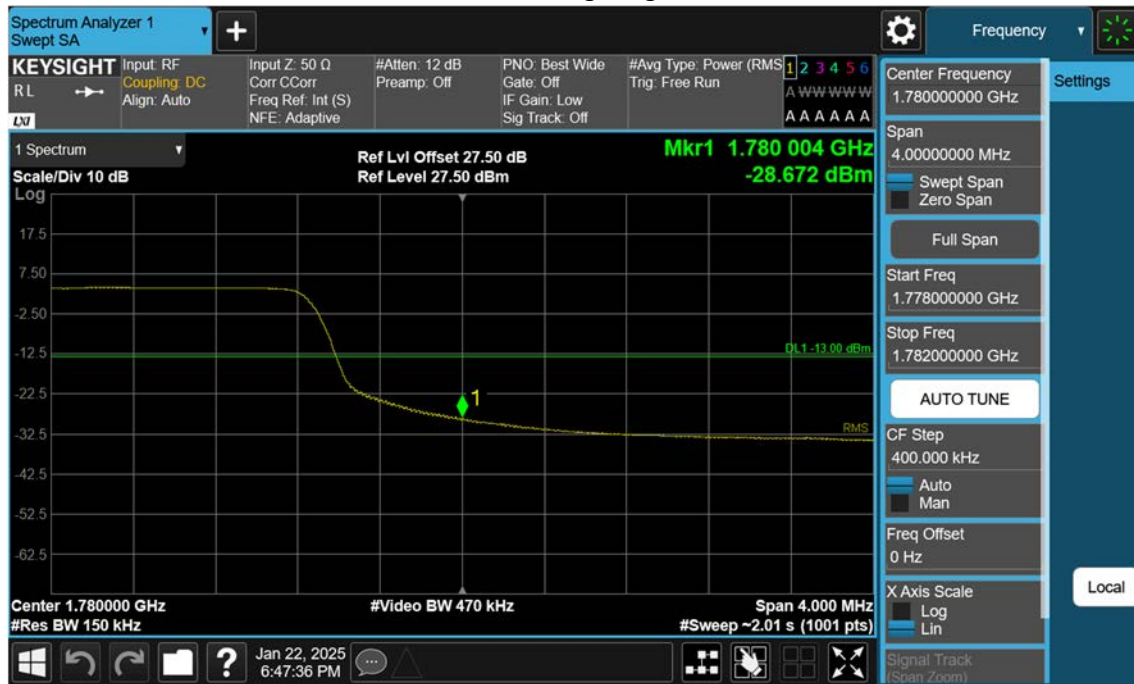 Spectrum Analyzer 1
Swept SA
Frequency
KEYSIGHT
RL
LXI
Input: RF
Coupling: DC
Align: Auto
Input Z: 50 Ω
Corr CCorr
Freq Ref: Int (S)
NFE: Adaptive
#Atten: 12 dB
Preamp: Off
PNO: Best Wide
Gate: Off
IF Gain: Low
Sig Track: Off
#Avg Type: Power (RMS
Trig: Free Run
1 2 3 4 5 6
A W W W W W
A A A A A A
1 Spectrum
Scale/Div 10 dB
Log
Ref Lvl Offset 27.50 dB
Ref Level 27.50 dBm
Mkr1 1.780 004 GHz
-28.672 dBm
17.5
7.50
-2.50
-12.5
-22.5
-32.5
-42.5
-52.5
-62.5
DL1 -13.00 dBm
1
RMS
Center 1.780000 GHz
#Res BW 150 kHz
#Video BW 470 kHz
Span 4.000 MHz
#Sweep ~2.01 s (1001 pts)
Jan 22, 2025
6:47:36 PM
Center Frequency
1.780000000 GHz
Span
4.00000000 MHz
Swept Span
Zero Span
Full Span
Start Freq
1.778000000 GHz
Stop Freq
1.782000000 GHz
AUTO TUNE
CF Step
400.000 kHz
Auto
Man
Freq Offset
0 Hz
X Axis Scale
Log
Lin
Signal Track
(Span Zoom)
Settings
Local